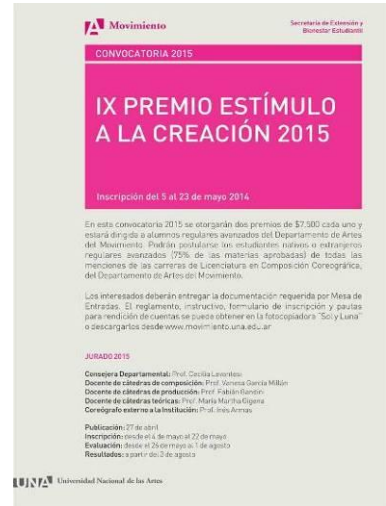 Movimiento
Secretaría de Extensión y
Bienestar Estudiantil
CONVOCATORIA 2015
IX PREMIO ESTÍMULO
A LA CREACIÓN 2015
Inscripción del 5 al 23 de mayo 2014
En esta convocatoria 2015 se otorgarán dos premios de $7.500 cada uno y
estará dirigida a alumnos regulares avanzados del Departamento de Artes
del Movimiento. Podrán postularse los estudiantes nativos o extranjeros
regulares avanzados (75% de las materias aprobadas) de todas las
menciones de las carreras de Licenciatura en Composición Coreográfica,
del Departamento de Artes del Movimiento.
Los interesados deberán entregar la documentación requerida por Mesa de
Entradas. El reglamento, instructivo, formulario de inscripción y pautas
para rendición de cuentas se puede obtener en la fotocopiadora "Sol y Luna"
o descargarlos desde www.movimiento.una.edu.ar
JURADO 2015
Consejera Departamental: Prof. Cecilia Levantesi
Docente de cátedras de composición: Prof. Vanesa García Millán
Docente de cátedras de producción: Prof. Fabián Gandini
Docente de cátedras teóricas: Prof. María Martha Gigena
Coreógrafo externo a la Institución: Prof. Inés Armas
Publicación: 27 de abril
Inscripción: desde el 4 de mayo al 22 de mayo
Evaluación: desde el 26 de mayo al 1 de agosto
Resultados: a partir del 3 de agosto
UNA Universidad Nacional de las Artes